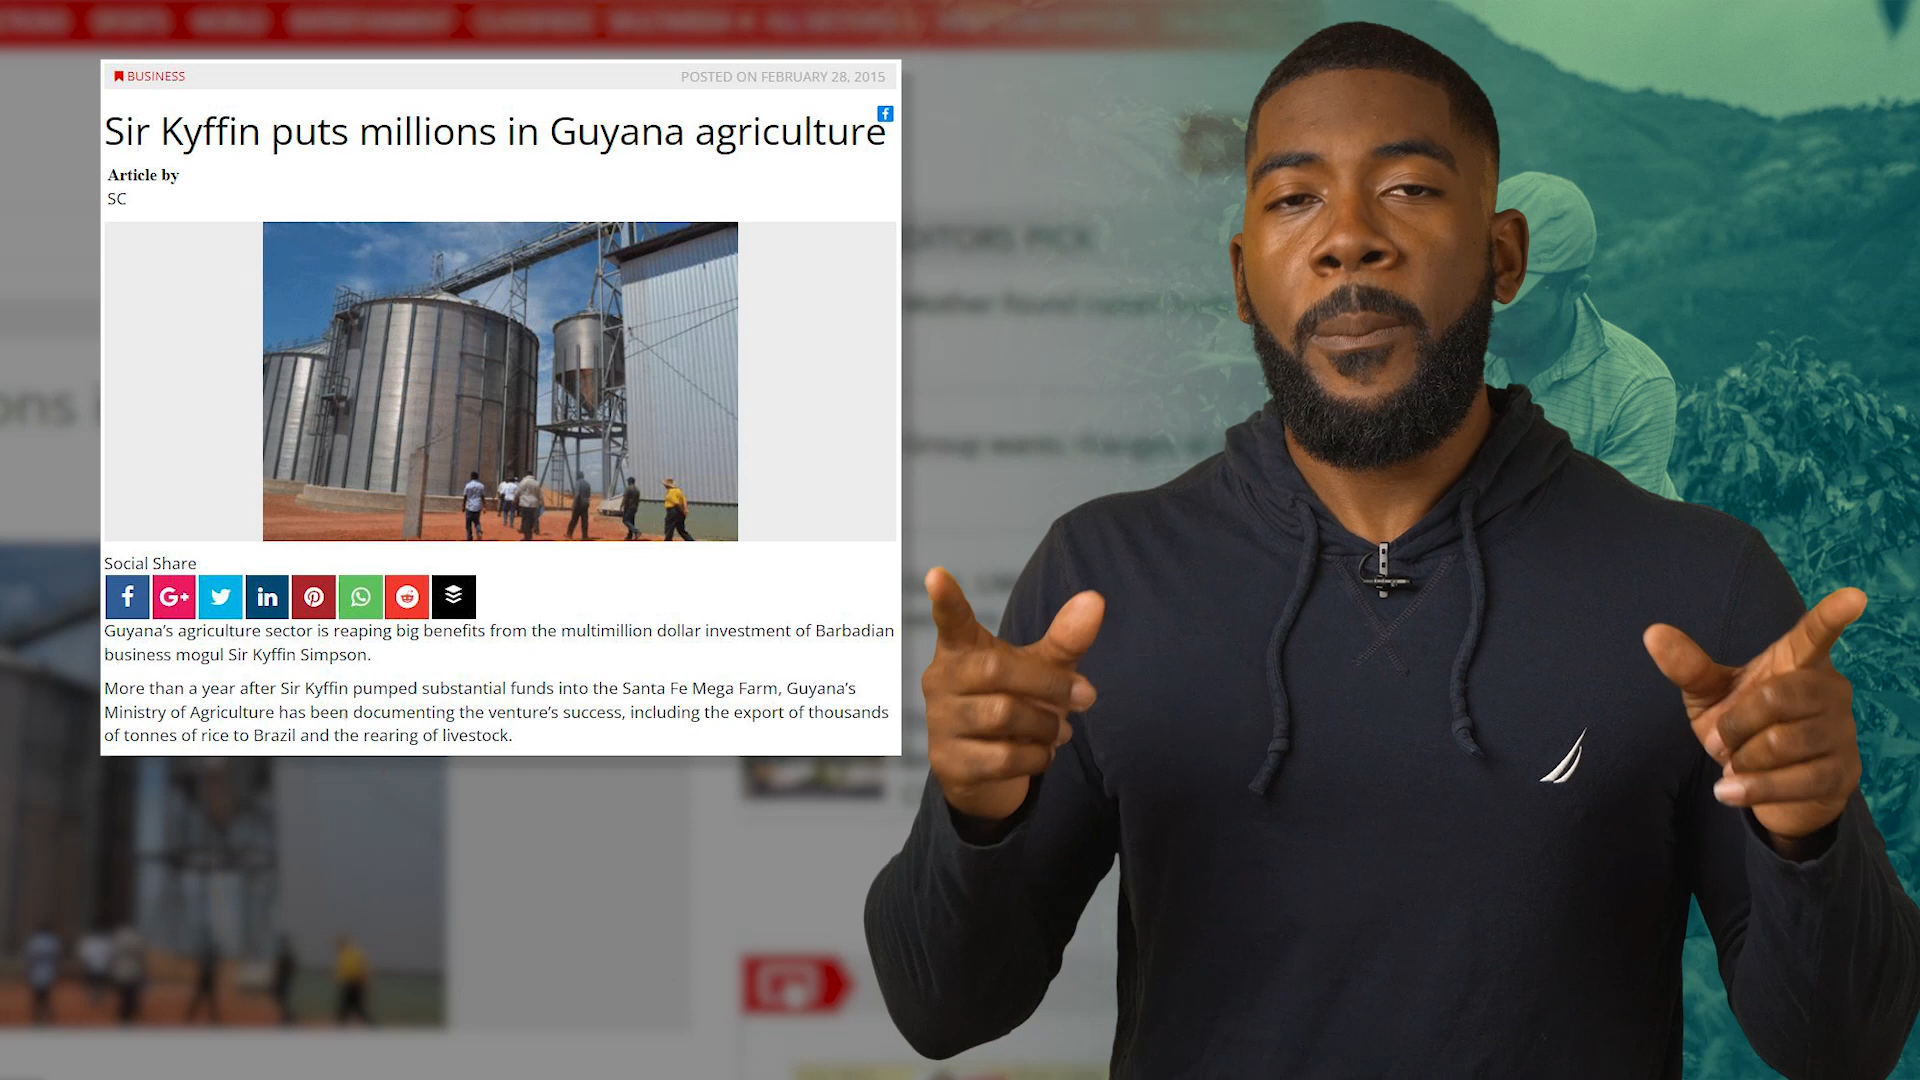 BUSINESS
POSTED ON FEBRUARY 28, 2015
Sir Kyffin puts millions in Guyana agriculture
Article by
SC
Social Share
Guyana’s agriculture sector is reaping big benefits from the multimillion dollar investment of Barbadian
business mogul Sir Kyffin Simpson.
More than a year after Sir Kyffin pumped substantial funds into the Santa Fe Mega Farm, Guyana’s
Ministry of Agriculture has been documenting the venture’s success, including the export of thousands
of tonnes of rice to Brazil and the rearing of livestock.